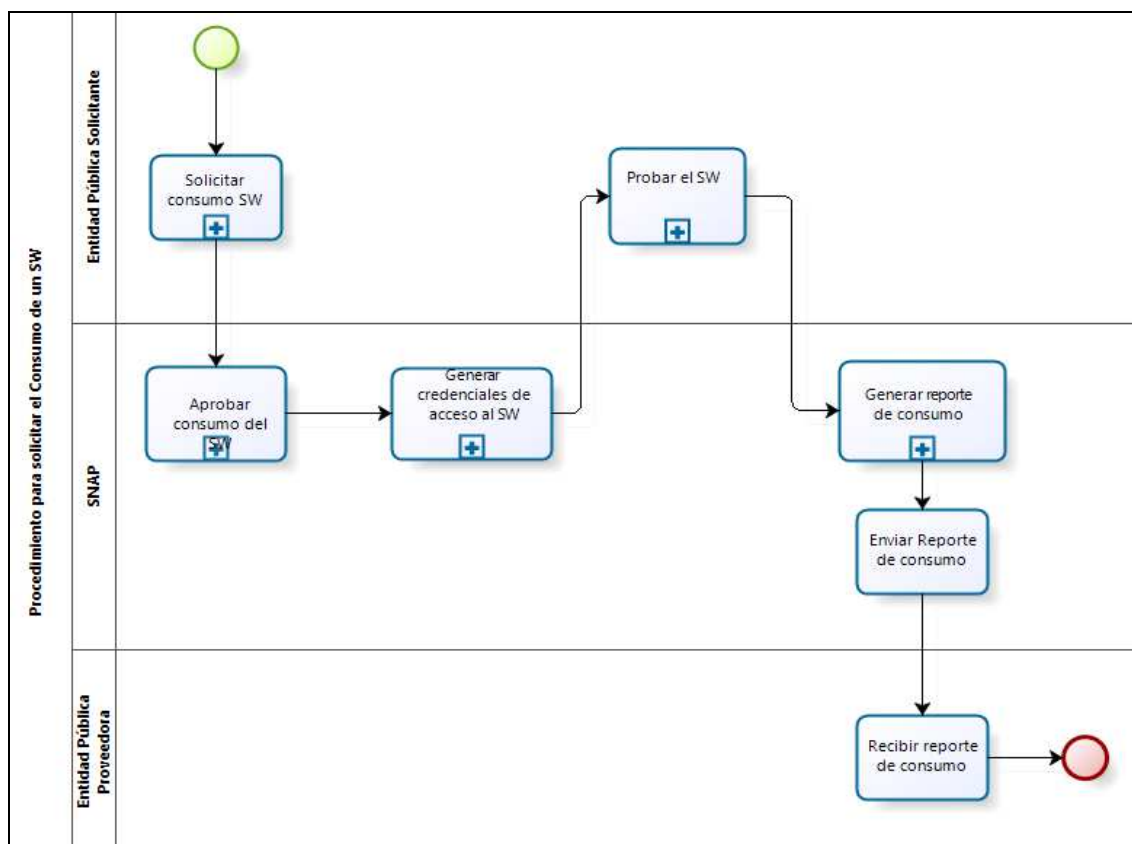 Procedimiento para solicitar el Consumo de un SW
Entidad Pública Solicitante
Solicitar
consumo SW
Probar el SW
SNAP
Aprobar
consumo del
SW
Generar
credenciales de
acceso al SW
Generar reporte
de consumo
Enviar Reporte
de consumo
Entidad Pública
Proveedora
Recibir reporte
de consumo